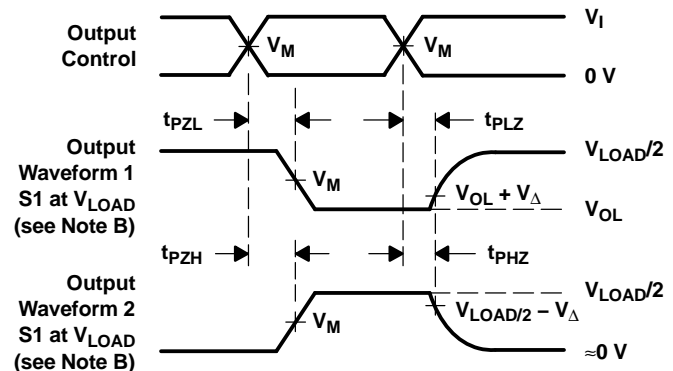 Output
Control
V_M
V_M
V_I
0 V
t_PZL
t_PLZ
Output
Waveform 1
S1 at V_LOAD
(see Note B)
V_M
V_LOAD/2
V_OL + V_Δ
V_OL
t_PZH
t_PHZ
Output
Waveform 2
S1 at V_LOAD
(see Note B)
V_M
V_LOAD/2
V_LOAD/2 − V_Δ
≈0 V